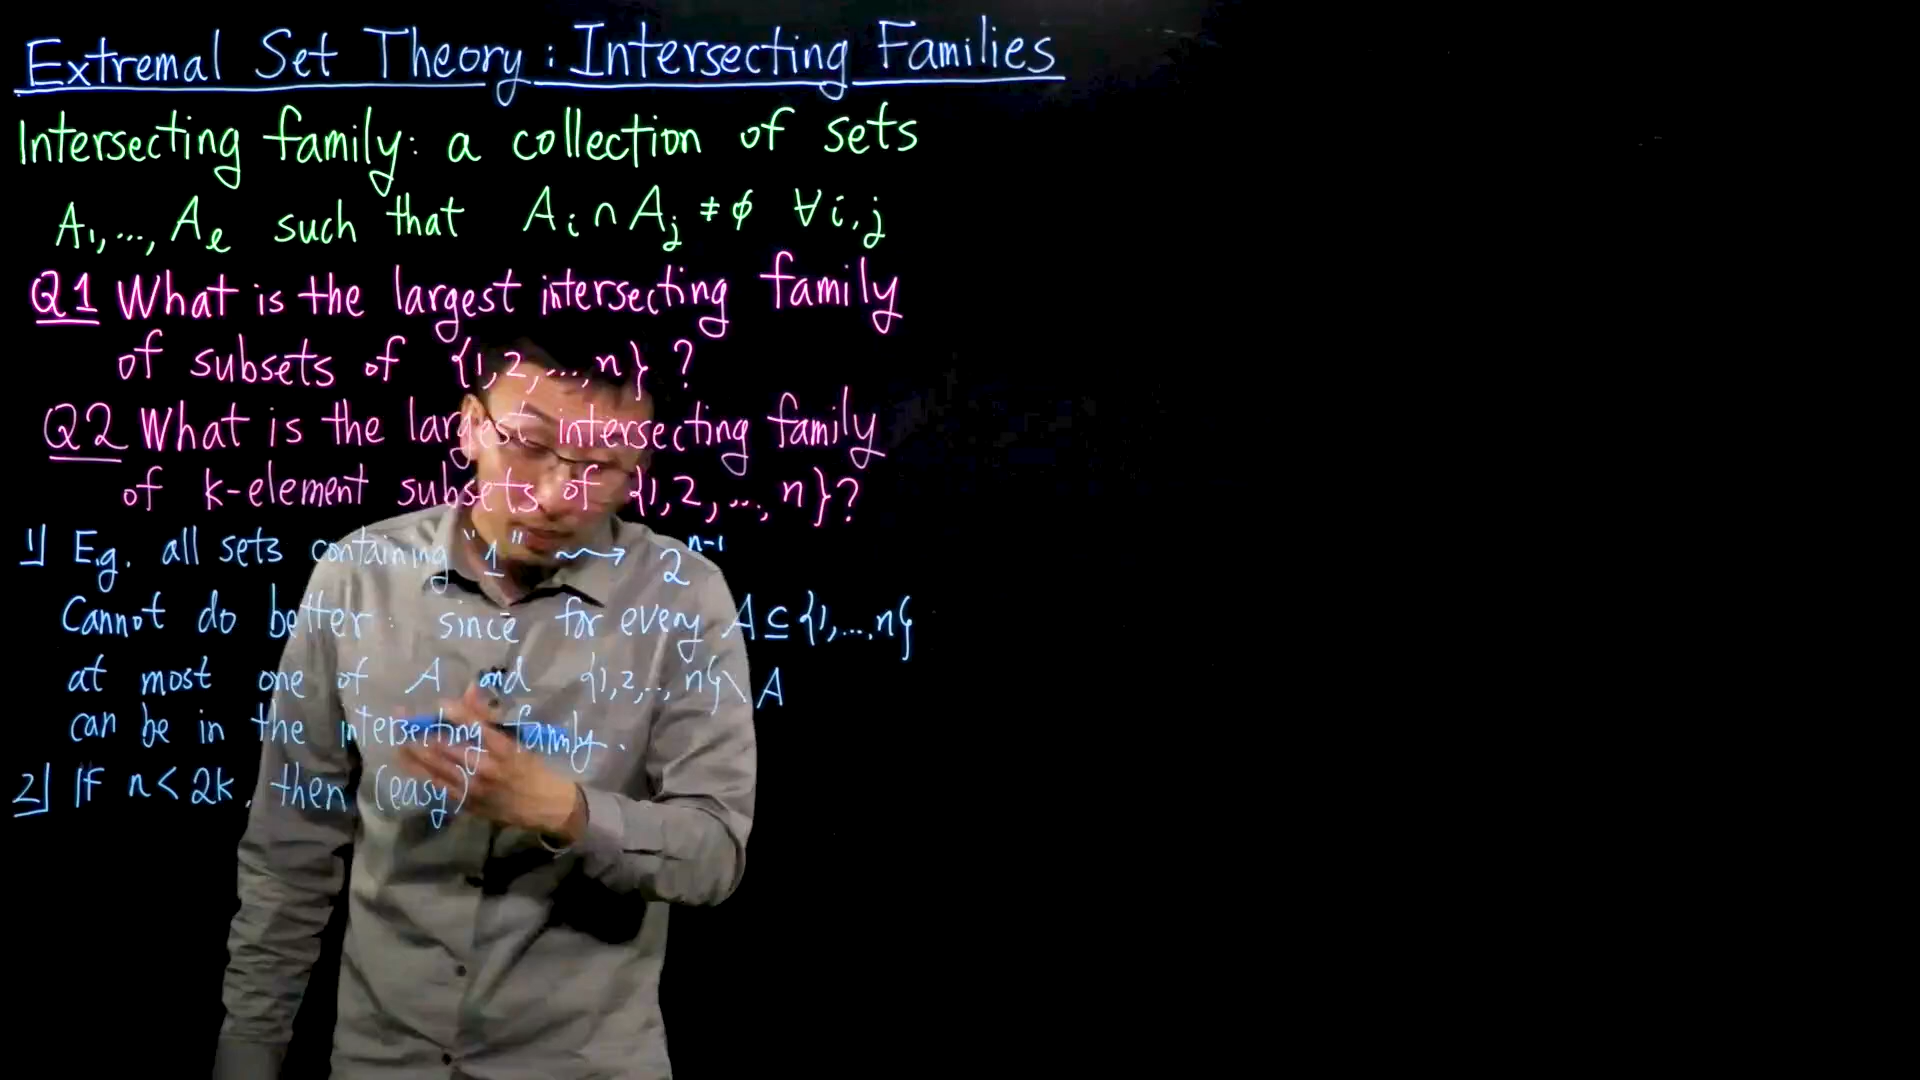 Extremal Set Theory: Intersecting Families
Intersecting family: a collection of sets
A₁, ..., Aₑ such that Aᵢ ∩ Aⱼ ≠ ϕ ∀i,j
Q1 What is the largest intersecting family
of subsets of {1,2,...,n} ?
Q2 What is the largest intersecting family
of k-element subsets of {1,2,...,n}?
1) E.g. all sets containing "1" ⟿ 2ⁿ⁻¹
Cannot do better: since for every A ⊆ {1,...,n}
at most one of A and {1,2,..,n}\A
can be in the intersecting family.
2) If n < 2k, then (easy)